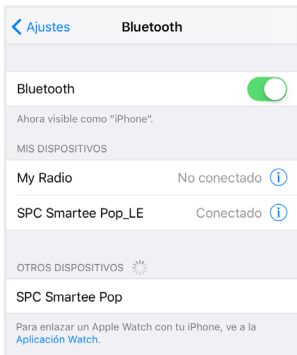 Ajustes Bluetooth
Bluetooth
Ahora visible como “iPhone”.
MIS DISPOSITIVOS
My Radio No conectado
SPC Smartee Pop_LE Conectado
OTROS DISPOSITIVOS
SPC Smartee Pop
Para enlazar un Apple Watch con tu iPhone, ve a la
Aplicación Watch.